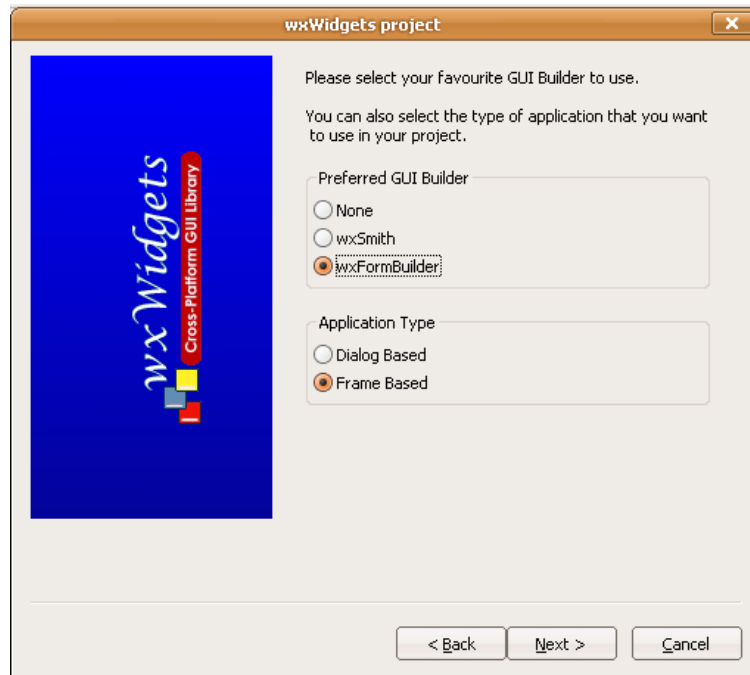 wxWidgets project
wxWidgets
Cross-Platform GUI Library
Please select your favourite GUI Builder to use.
You can also select the type of application that you want
to use in your project.
Preferred GUI Builder
None
wxSmith
wxFormBuilder
Application Type
Dialog Based
Frame Based
< Back
Next >
Cancel